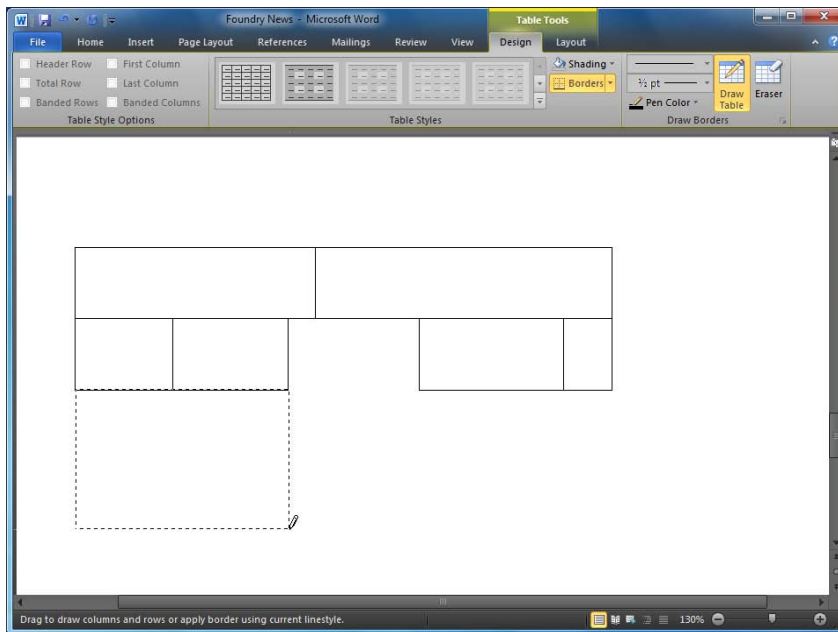 Foundry News - Microsoft Word
Table Tools
File Home Insert Page Layout References Mailings Review View Design Layout
Header Row First Column
Total Row Last Column
Banded Rows Banded Columns
Table Style Options
Table Styles
Shading
Borders
½ pt
Pen Color
Draw Table
Eraser
Draw Borders
Drag to draw columns and rows or apply border using current linestyle.
130%